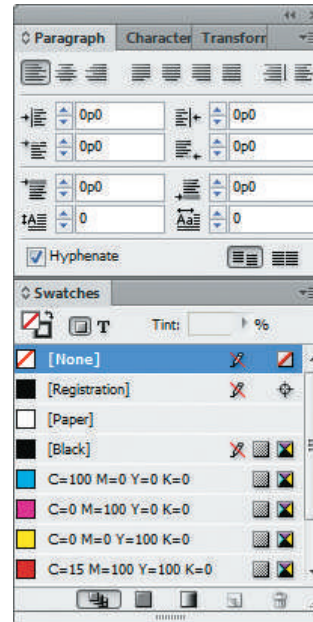 Paragraph Character Transforr
0p0 0p0
0p0 0p0
0p0 0p0
0 0
Hyphenate
Swatches
T Tint: %
[None]
[Registration]
[Paper]
[Black]
C=100 M=0 Y=0 K=0
C=0 M=100 Y=0 K=0
C=0 M=0 Y=100 K=0
C=15 M=100 Y=100 K=0